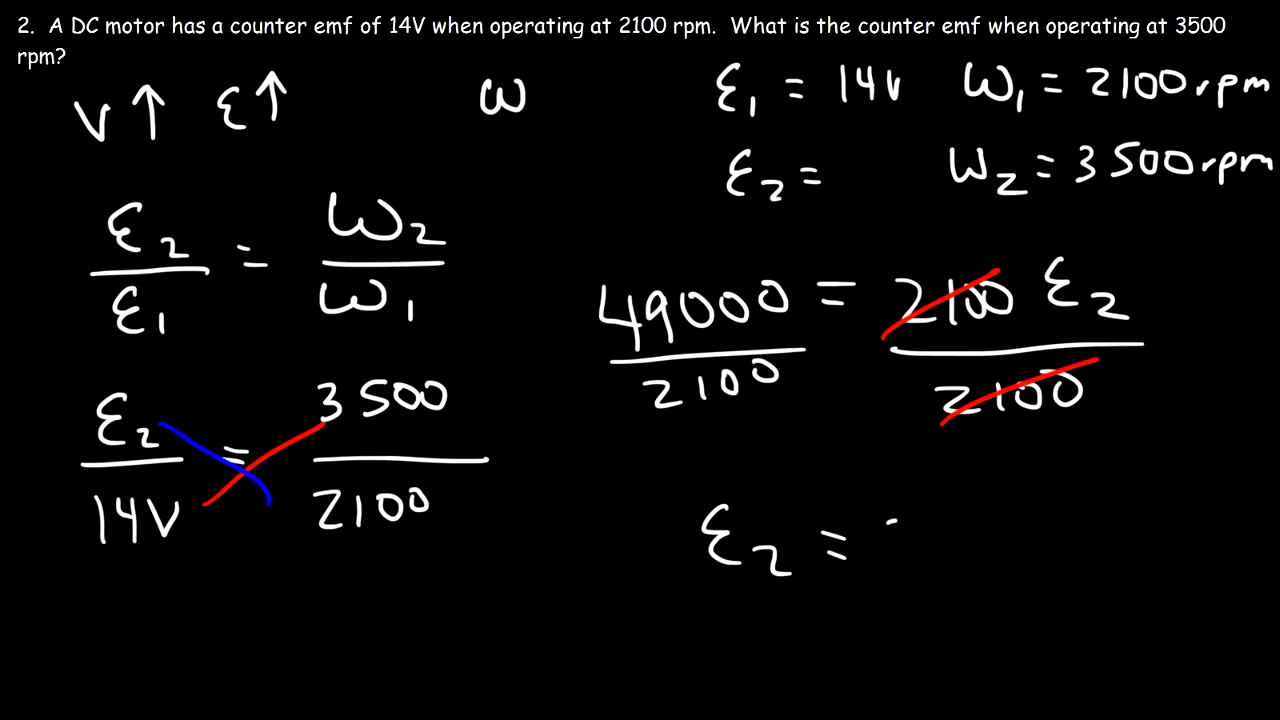 2. A DC motor has a counter emf of 14V when operating at 2100 rpm. What is the counter emf when operating at 3500
rpm?
V ↑ ε ↑ ω
ε₁ = 14V ω₁ = 2100 rpm
ε₂ = ω₂ = 3500 rpm
ε₂ / ε₁ = ω₂ / ω₁
49000 / 2100 = 2100 ε₂ / 2100
ε₂ / 14V = 3500 / 2100
ε₂ =